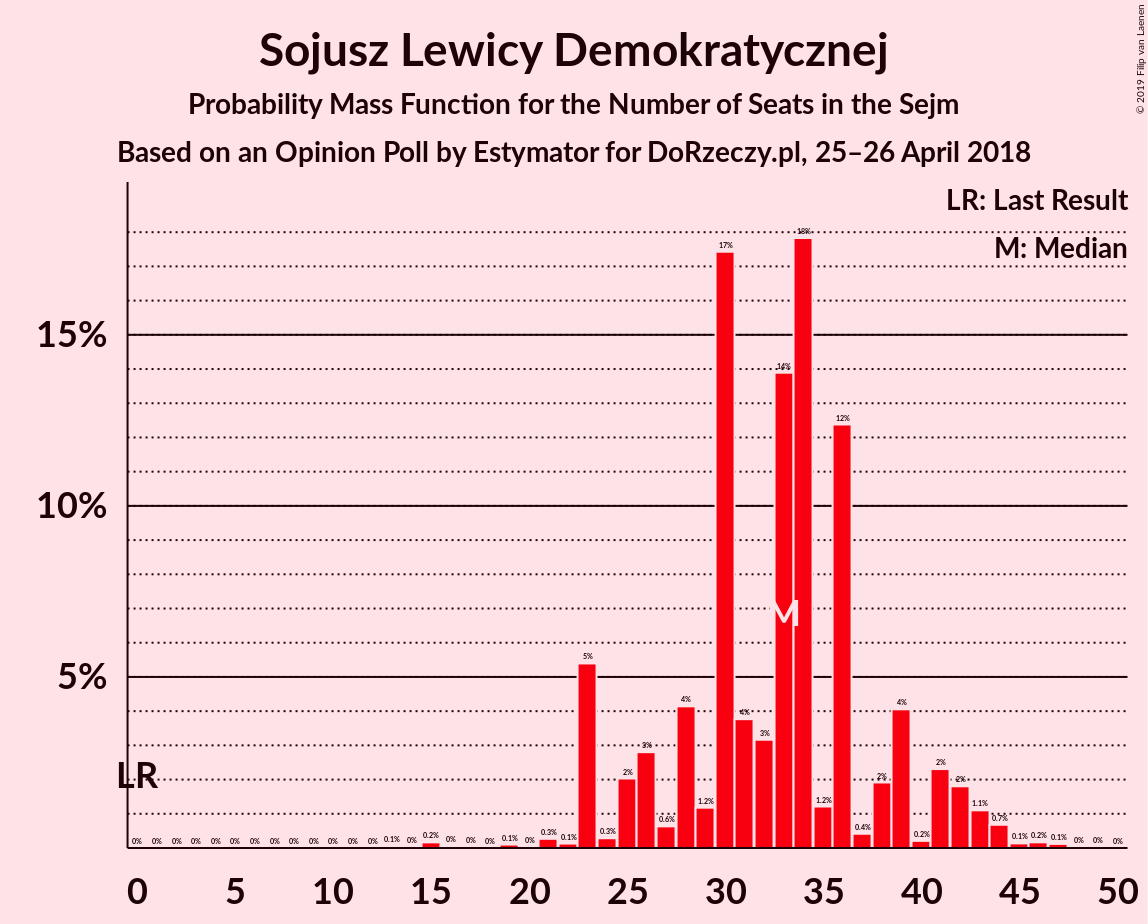 Sojusz Lewicy Demokratycznej
Probability Mass Function for the Number of Seats in the Sejm
Based on an Opinion Poll by Estymator for DoRzeczy.pl, 25–26 April 2018
© 2019 Filip van Laenen
LR: Last Result
M: Median
15%
10%
5%
LR
M
0% 0% 0% 0% 0% 0% 0% 0% 0% 0% 0% 0% 0% 0.1% 0% 0.2% 0% 0% 0% 0.1% 0% 0.3% 0.1% 5% 0.3% 2% 3% 0.6% 4% 1.2% 17% 4% 3% 14% 18% 1.2% 12% 0.4% 2% 4% 0.2% 2% 2% 1.1% 0.7% 0.1% 0.2% 0.1% 0% 0% 0%
0 5 10 15 20 25 30 35 40 45 50